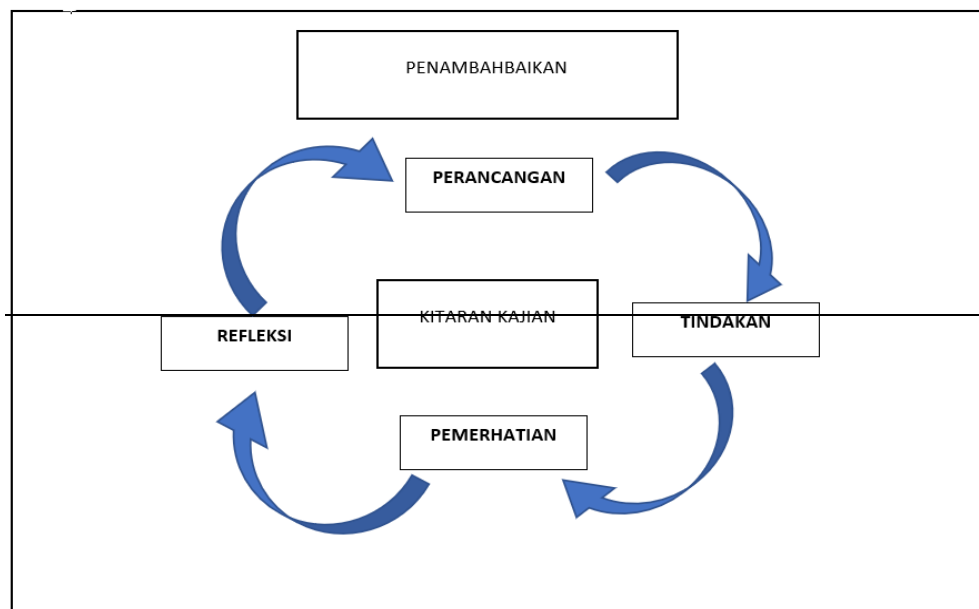 PENAMBAHBAIKAN
PERANCANGAN
KITARAN KAJIAN
TINDAKAN
REFLEKSI
PEMERHATIAN